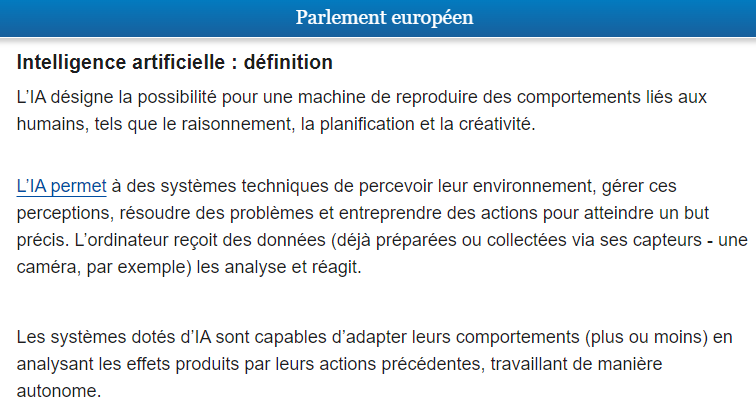 Parlement européen
Intelligence artificielle : définition
L’IA désigne la possibilité pour une machine de reproduire des comportements liés aux
humains, tels que le raisonnement, la planification et la créativité.
L’IA permet à des systèmes techniques de percevoir leur environnement, gérer ces
perceptions, résoudre des problèmes et entreprendre des actions pour atteindre un but
précis. L’ordinateur reçoit des données (déjà préparées ou collectées via ses capteurs - une
caméra, par exemple) les analyse et réagit.
Les systèmes dotés d’IA sont capables d’adapter leurs comportements (plus ou moins) en
analysant les effets produits par leurs actions précédentes, travaillant de manière
autonome.